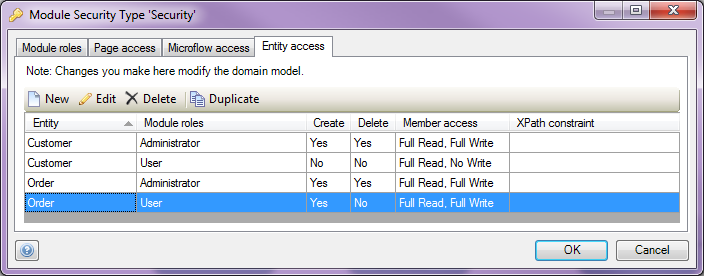 Module Security Type 'Security'
Module roles Page access Microflow access Entity access
Note: Changes you make here modify the domain model.
New Edit Delete Duplicate
Entity Module roles Create Delete Member access XPath constraint
Customer Administrator Yes Yes Full Read, Full Write
Customer User No No Full Read, No Write
Order Administrator Yes Yes Full Read, Full Write
Order User Yes No Full Read, Full Write
? OK Cancel